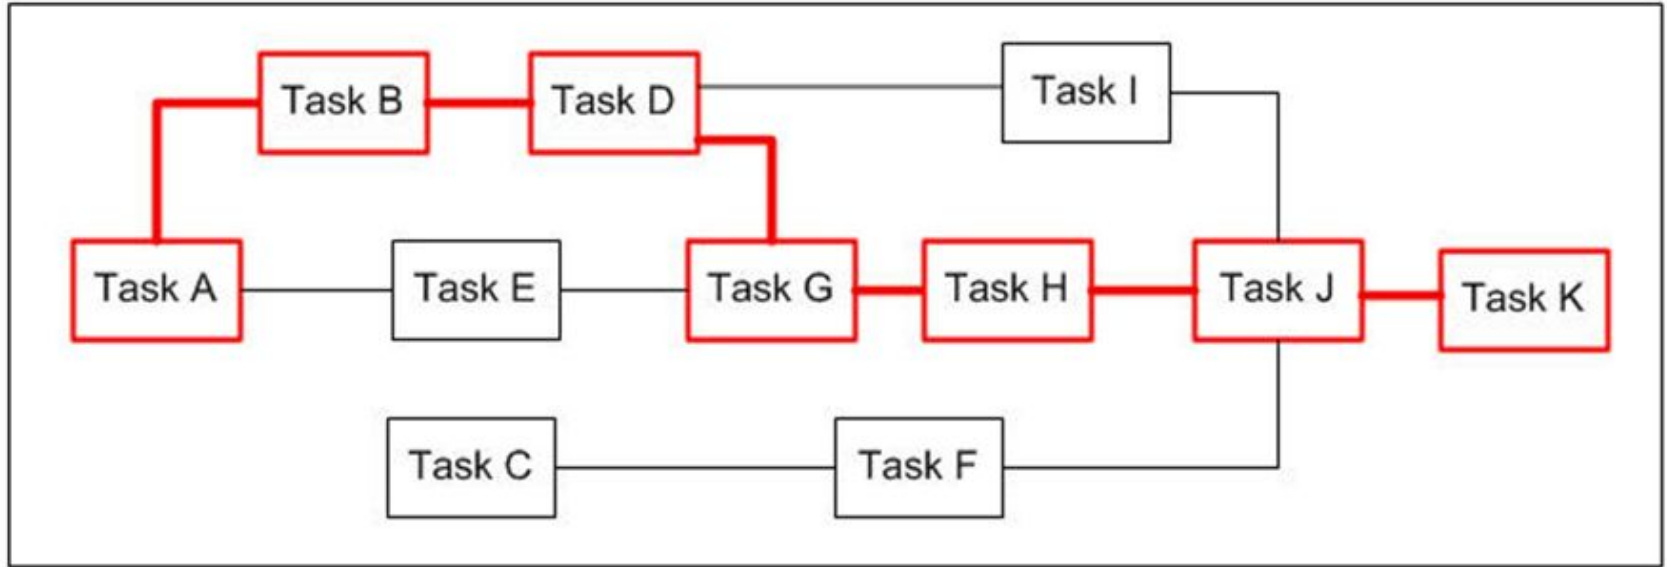 Task B
Task D
Task I
Task A
Task E
Task G
Task H
Task J
Task K
Task C
Task F